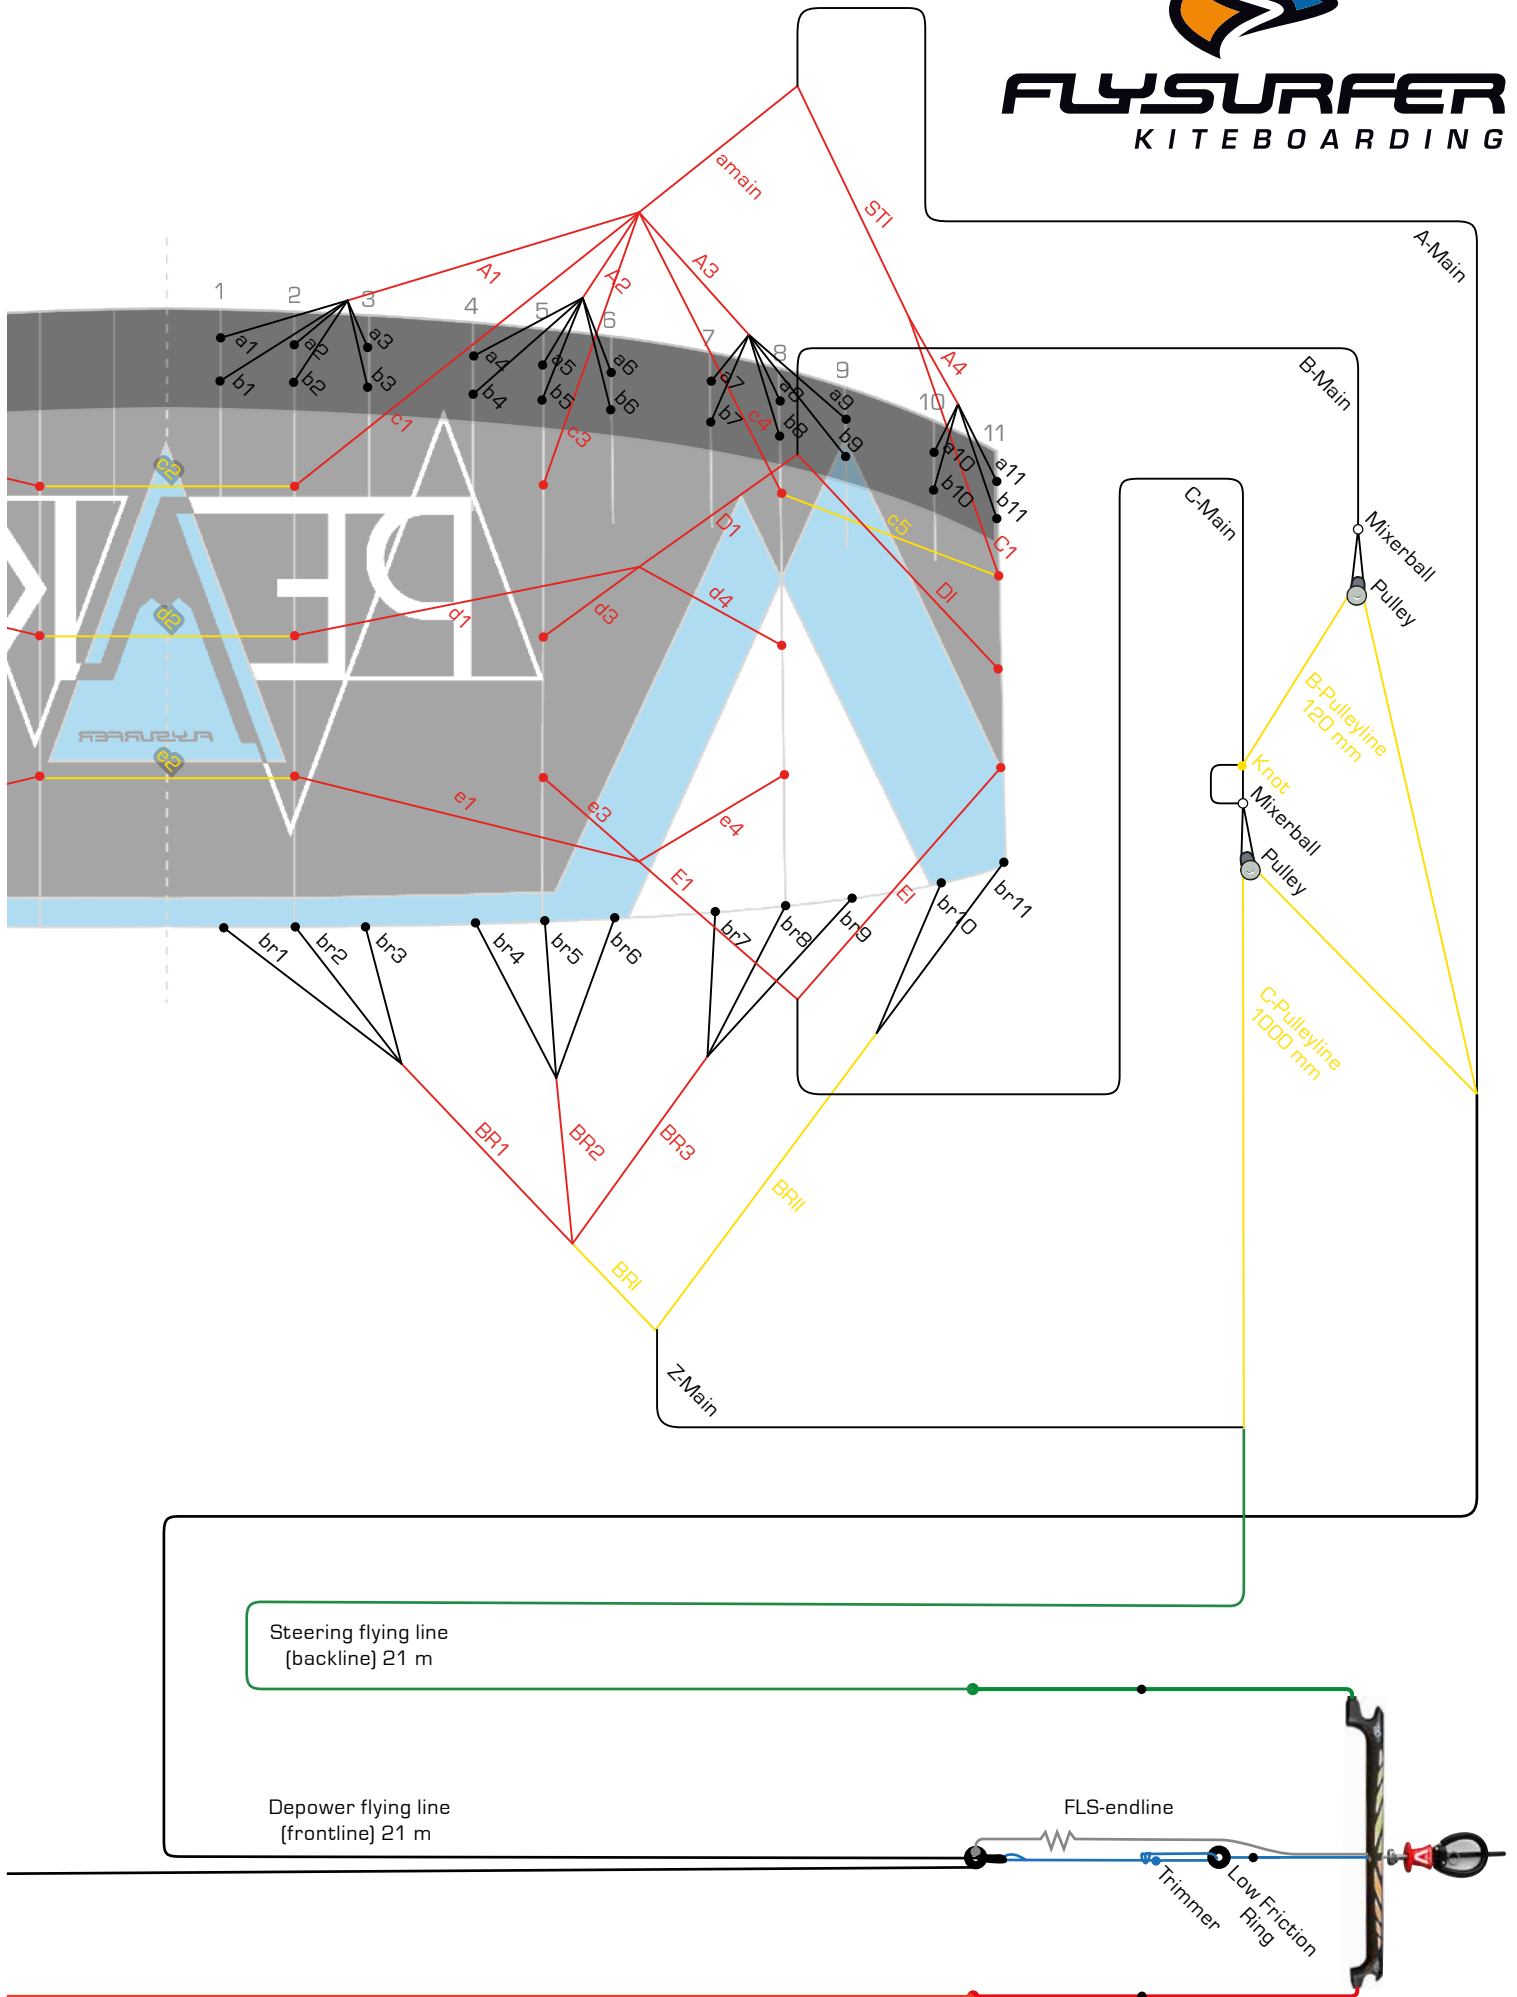 FLYSURFER
KITEBOARDING
amain
STI
A-Main
A1
A2
A3
1
2
3
4
5
6
7
8
9
10
11
a1
a2
a3
a4
a5
a6
a7
a8
a9
a10
a11
b1
b2
b3
b4
b5
b6
b7
b8
b9
b10
b11
A4
B-Main
c1
c2
c3
c4
c5
C1
C-Main
Mixerball
Pulley
D1
DI
d1
d2
d3
d4
PEAK
B-Pulleyline
120 mm
Knot
Mixerball
Pulley
FLYSURFER
e2
e1
e3
e4
E1
EI
br1
br2
br3
br4
br5
br6
br7
br8
br9
br10
br11
C-Pulleyline
1000 mm
BR1
BR2
BR3
BRII
BRI
Z-Main
Steering flying line
(backline) 21 m
Depower flying line
(frontline) 21 m
FLS-endline
Trimmer
Low Friction
Ring